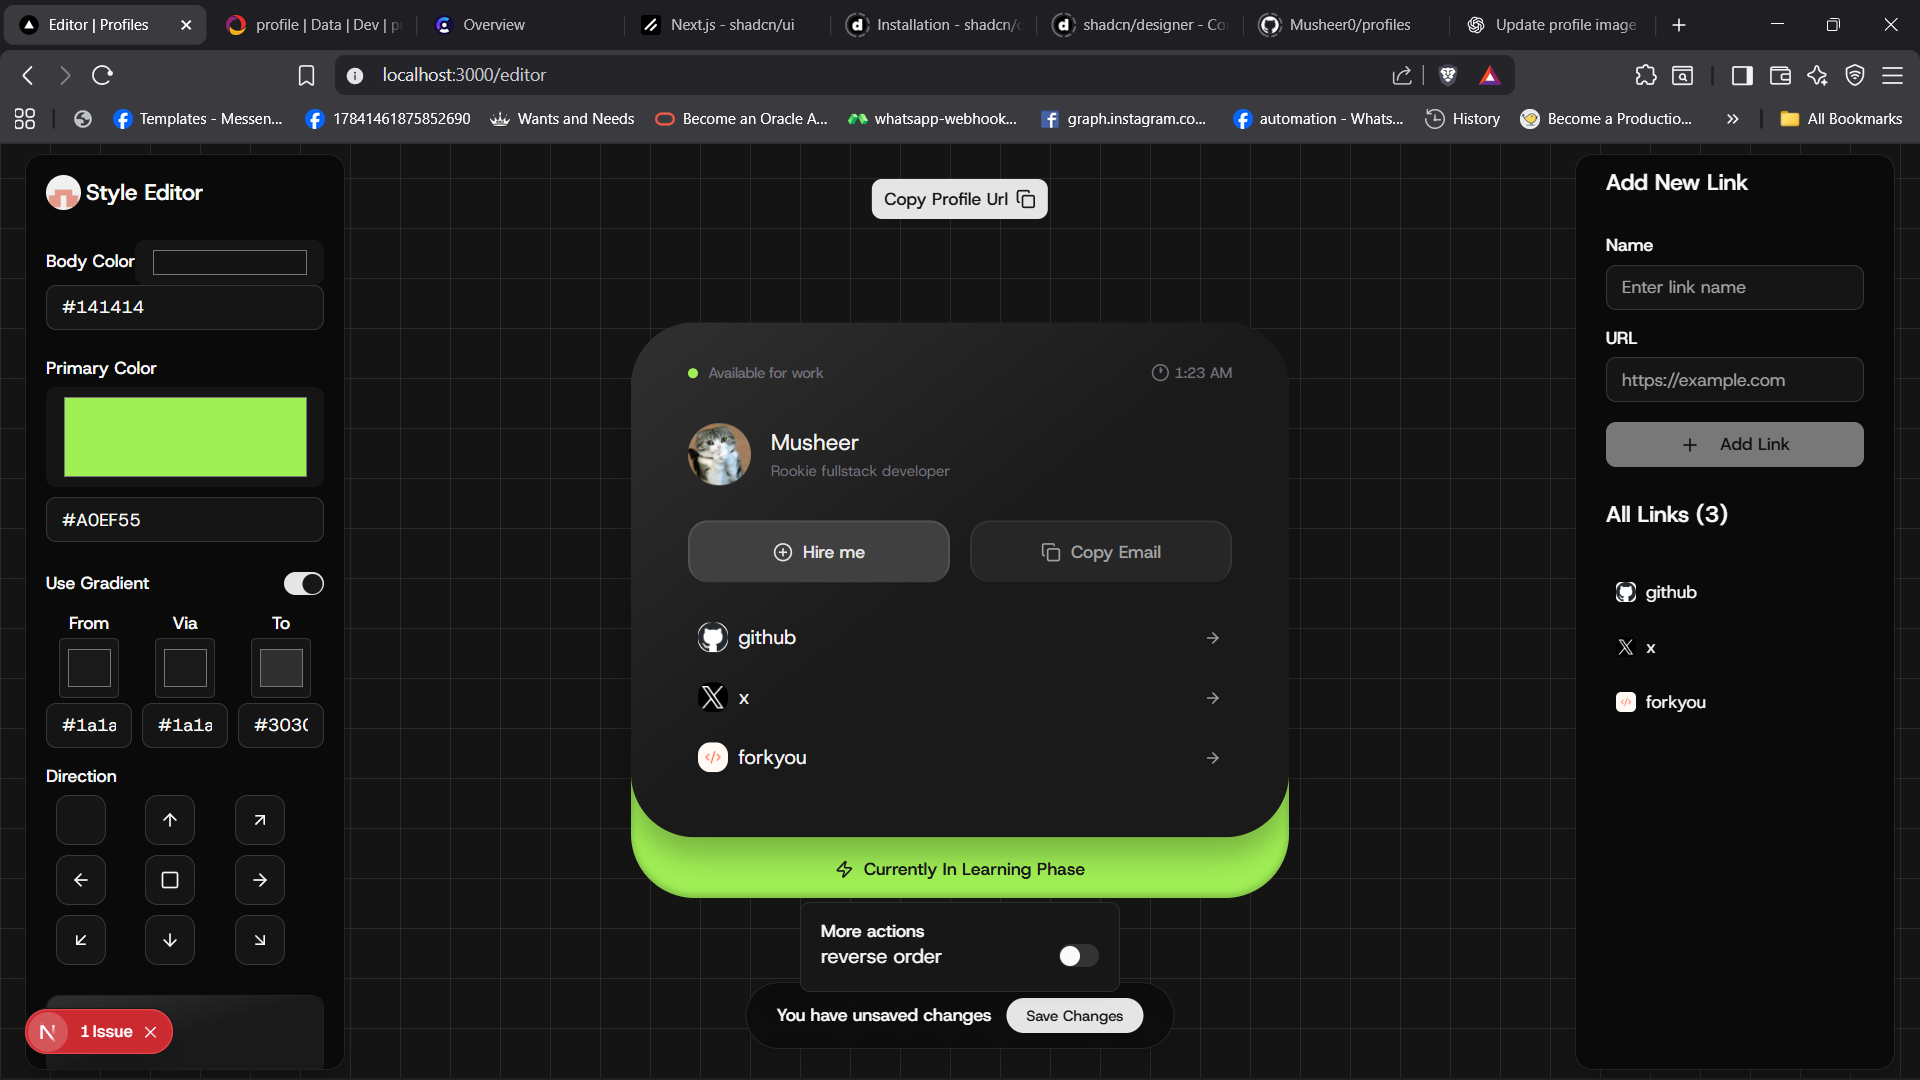 Editor | Profiles
profile | Data | Dev |
Overview
Next.js - shadcn/ui
Installation - shadcn/
shadcn/designer - Co
Musheer0/profiles
Update profile image
localhost:3000/editor
Templates - Messen...
17841461875852690
Wants and Needs
Become an Oracle A...
whatsapp-webhook...
graph.instagram.co...
automation - Whats...
History
Become a Productio...
All Bookmarks
Style Editor
Body Color
#141414
Primary Color
#A0EF55
Use Gradient
From
Via
To
#1a1a
#1a1a
#303
Direction
1 Issue
Copy Profile Url
Available for work
1:23 AM
Musheer
Rookie fullstack developer
Hire me
Copy Email
github
x
forkyou
Currently In Learning Phase
More actions
reverse order
You have unsaved changes
Save Changes
Add New Link
Name
Enter link name
URL
https://example.com
Add Link
All Links (3)
github
x
forkyou